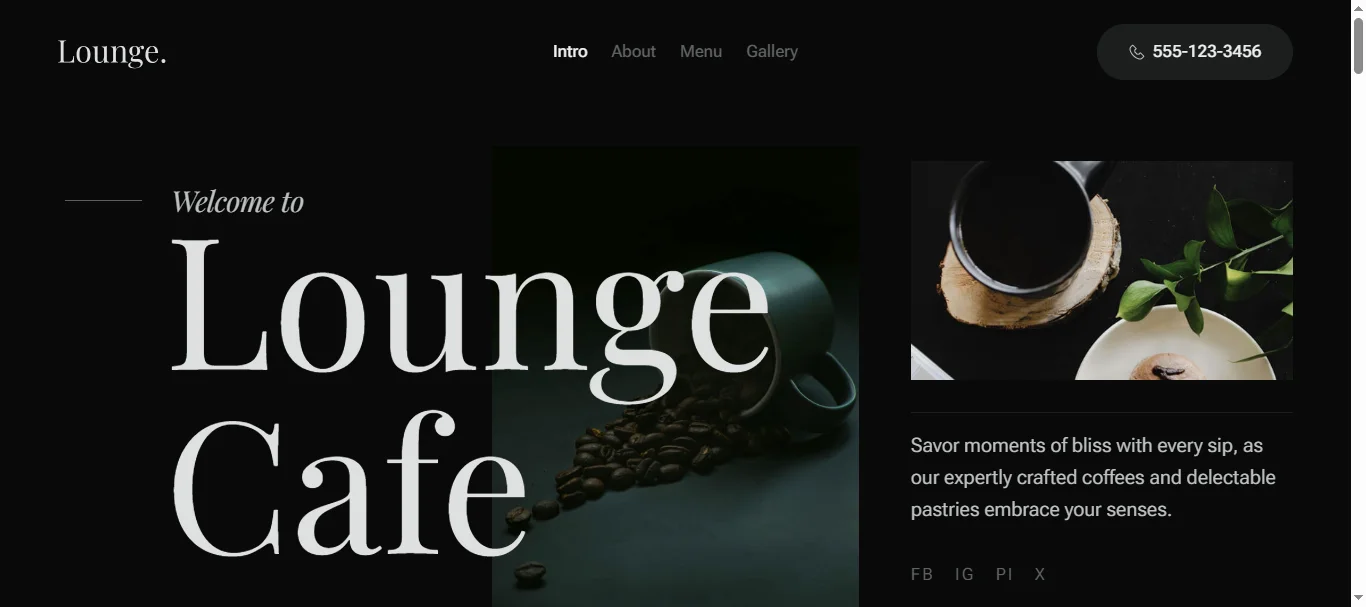 Lounge.
Intro
About
Menu
Gallery
555-123-3456
Welcome to
Lounge
Cafe
Savor moments of bliss with every sip, as
our expertly crafted coffees and delectable
pastries embrace your senses.
FB IG PI X